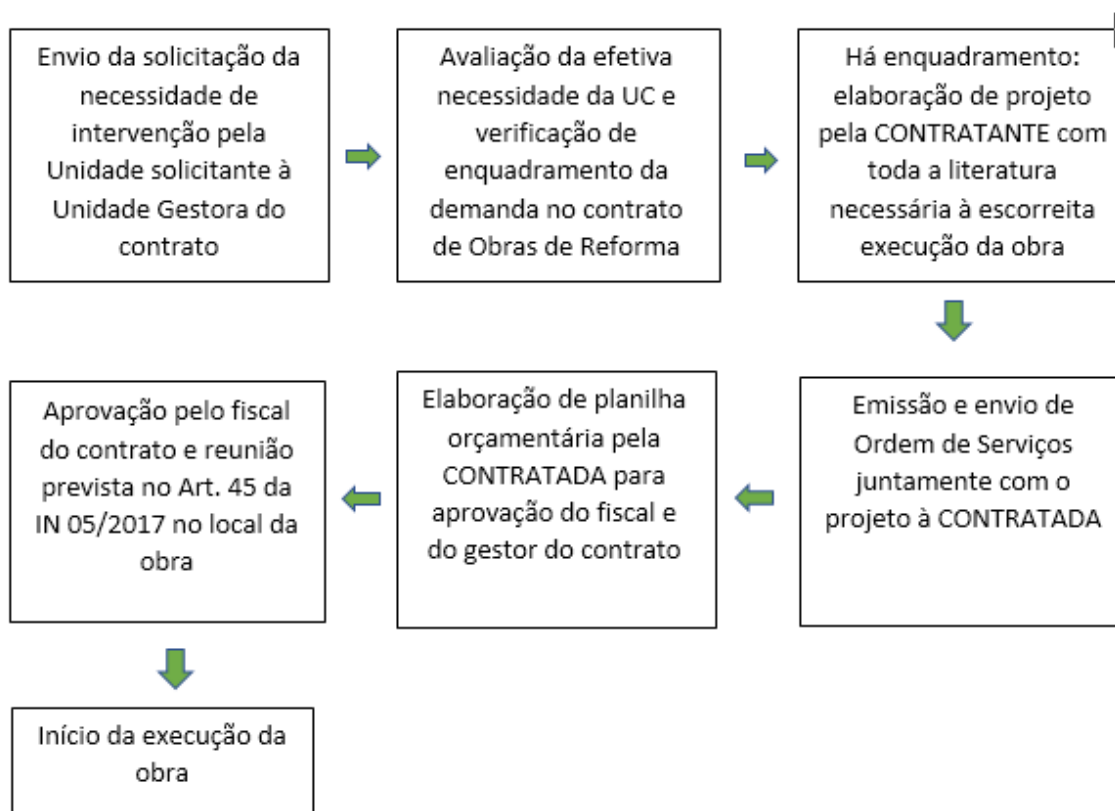 Envio da solicitação da
necessidade de
intervenção pela
Unidade solicitante à
Unidade Gestora do
contrato
Avaliação da efetiva
necessidade da UC e
verificação de
enquadramento da
demanda no contrato
de Obras de Reforma
Há enquadramento:
elaboração de projeto
pela CONTRATANTE com
toda a literatura
necessária à escorreita
execução da obra
Emissão e envio de
Ordem de Serviços
juntamente com o
projeto à CONTRATADA
Elaboração de planilha
orçamentária pela
CONTRATADA para
aprovação do fiscal e
do gestor do contrato
Aprovação pelo fiscal
do contrato e reunião
prevista no Art. 45 da
IN 05/2017 no local da
obra
Início da execução da
obra